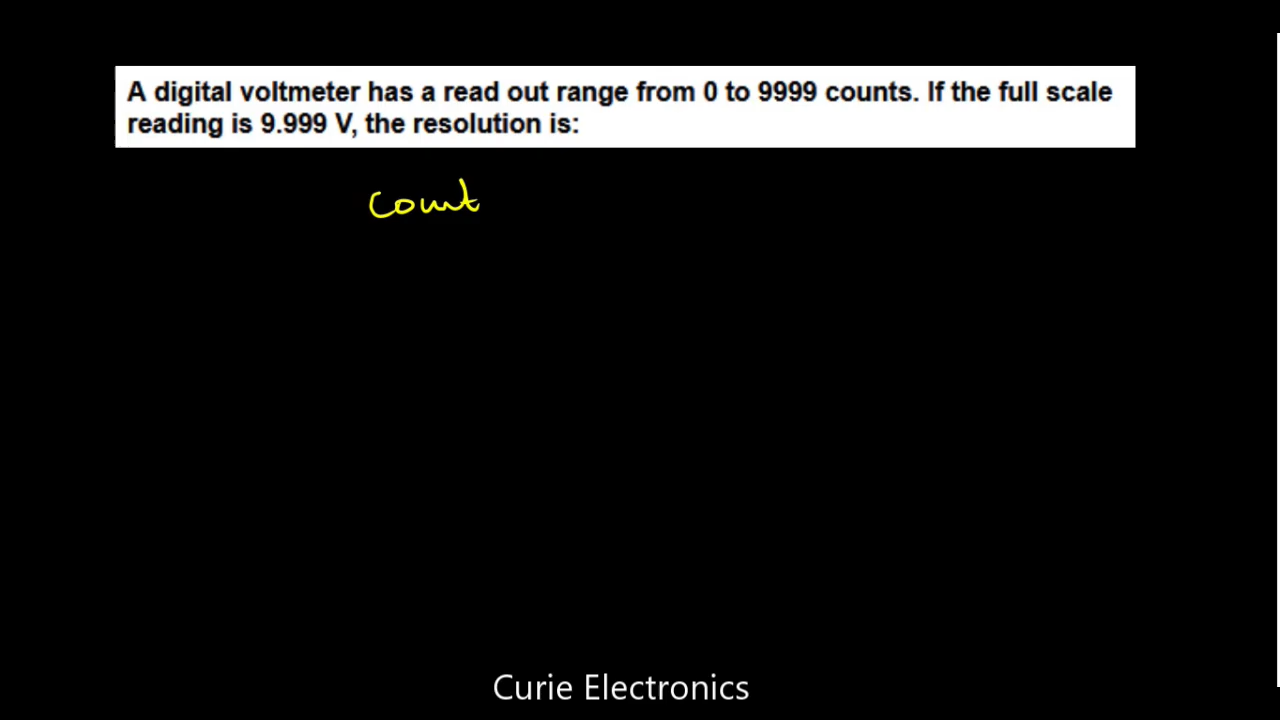 A digital voltmeter has a read out range from 0 to 9999 counts. If the full scale
reading is 9.999 V, the resolution is:
count
Curie Electronics